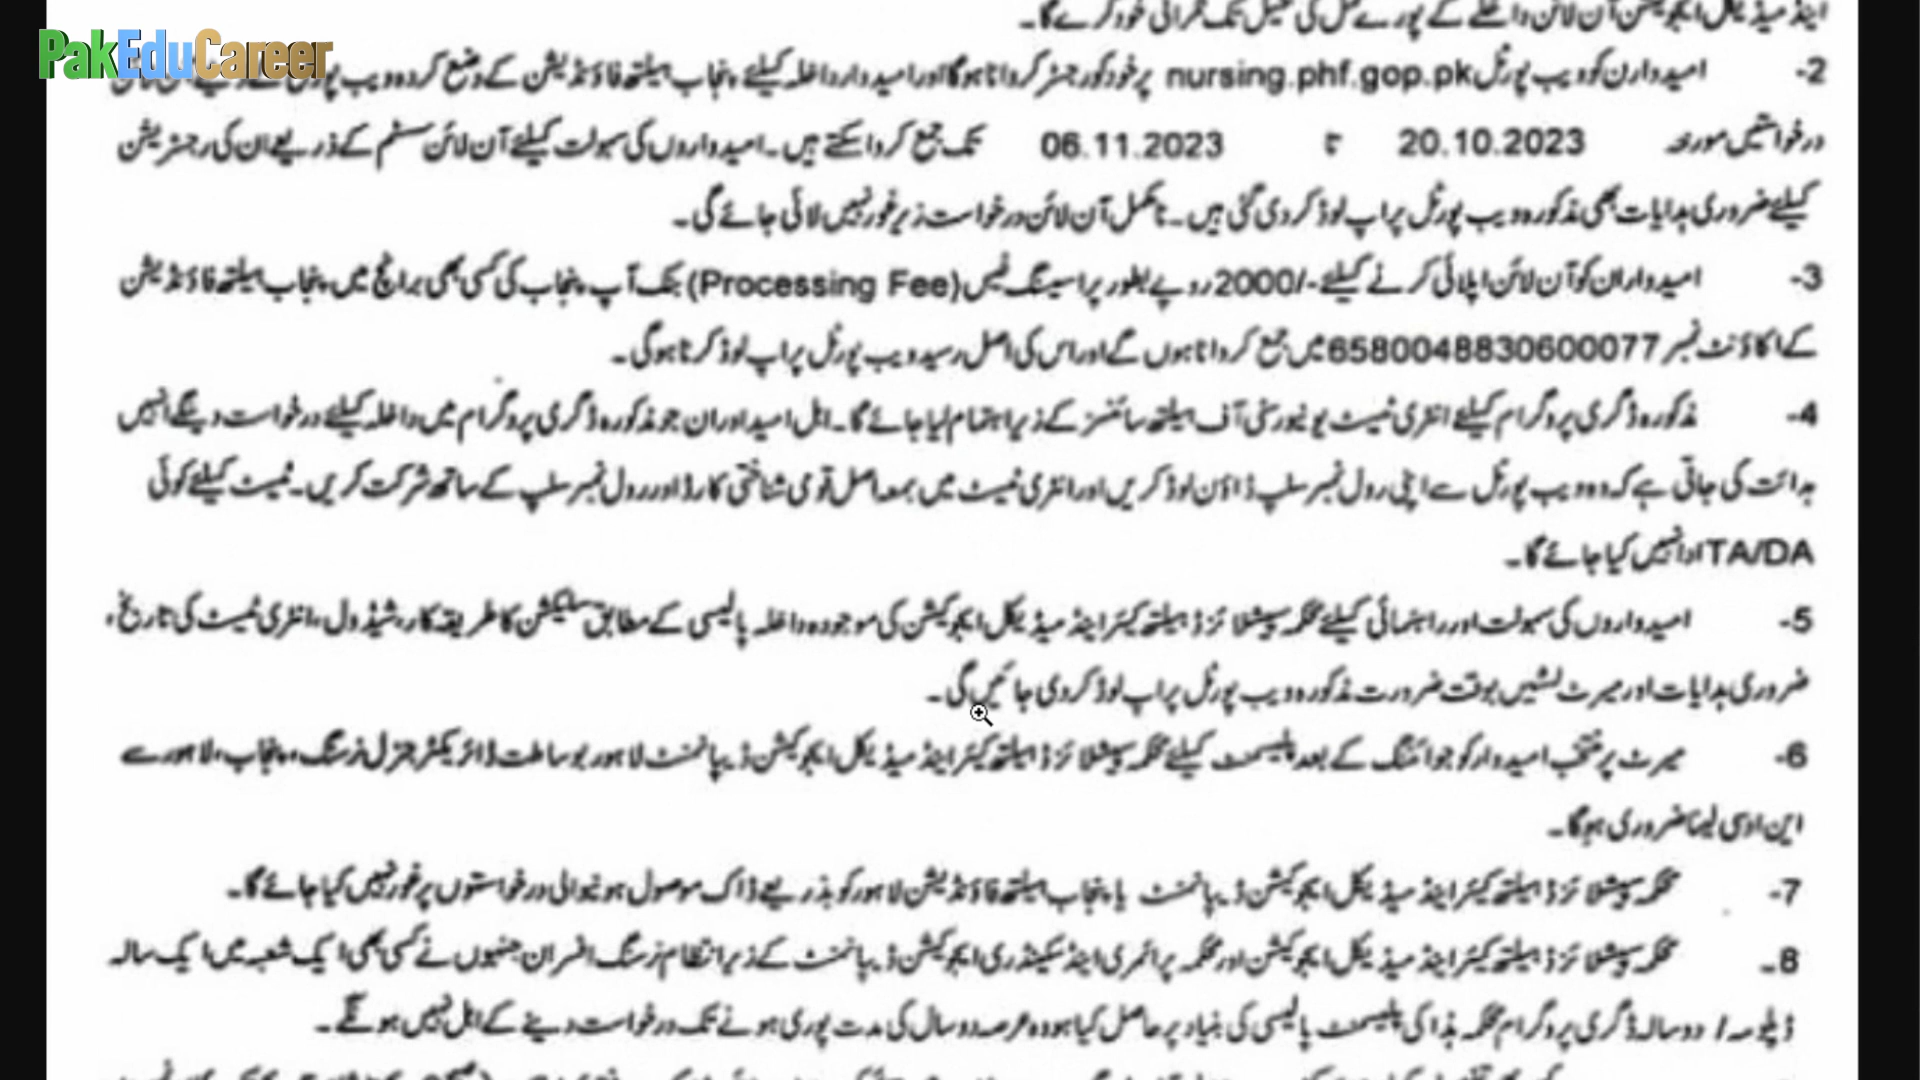 PakEduCareer
اینڈ میڈیکل ایجوکیشن آن لائن داخلے کے پورے عمل کی تکمیل تک نگرانی خود کرے گا۔
2- امیدوارن کو ویب پورٹل nursing.phf.gop.pk پر خود کو رجسٹر کروانا ہوگا اور امیدوار داخلہ کیلئے پنجاب ہیلتھ فاؤنڈیشن کے وضع کردہ ویب
درخواستیں مورخہ 20.10.2023 تا 06.11.2023 تک جمع کروا سکتے ہیں۔ امیدواروں کی سہولت کیلئے آن لائن سسٹم کے ذریعے ان کی رجسٹریشن
کیلئے ضروری ہدایات بھی مذکورہ ویب پورٹل پر اپ لوڈ کر دی گئی ہیں۔ نامکمل آن لائن درخواست زیر غور نہیں لائی جائے گی۔
3- امیدواران کو آن لائن اپلائی کرنے کیلئے -/2000 روپے بطور پراسیسنگ فیس (Processing Fee) بنک آپ پنجاب کی کسی بھی برانچ میں پنجاب ہیلتھ فاؤنڈیشن
کے اکاؤنٹ نمبر 6580048830600077 میں جمع کروانا ہوں گے اور اس کی اصل رسید ویب پورٹل پر اپ لوڈ کرنا ہوگی۔
4- مذکورہ ڈگری پروگرام کیلئے انٹری ٹیسٹ یونیورسٹی آف ہیلتھ سائنسز کے زیر اہتمام لیا جائے گا۔ اہل امیداوران جو مذکورہ ڈگری پروگرام میں داخلہ کیلئے درخواست دینگے انہیں
ہدائت کی جاتی ہے کہ وہ ویب پورٹل سے اپنی رول نمبر سلپ ڈاؤن لوڈ کریں اور انٹری ٹیسٹ میں بمعہ اصل قومی شناختی کارڈ اور رول نمبر سلپ کے ساتھ شرکت کریں۔ ٹیسٹ کیلئے کوئی
TA/DA ادا نہیں کیا جائے گا۔
5- امیدواروں کی سہولت اور راہنمائی کیلئے محکمہ سپیشلائزڈ ہیلتھ کیئر اینڈ میڈیکل ایجوکیشن کی موجودہ داخلہ پالیسی کے مطابق سلیکشن کا طریقہ کار، شیڈول، انٹری ٹیسٹ کی تاریخ،
ضروری ہدایات اور میرٹ لسٹیں بوقت ضرورت مذکورہ ویب پورٹل پر اپ لوڈ کر دی جائیں گی۔
6- میرٹ پر منتخب امیدوار کو جوائننگ کے بعد پلیسمنٹ کیلئے محکمہ سپیشلائزڈ ہیلتھ کیئر اینڈ میڈیکل ایجوکیشن ڈیپارٹمنٹ لاہور بوساطت ڈائریکٹر جنرل نرسنگ، پنجاب، لاہور سے
این او سی لینا ضروری ہوگا۔
7- محکمہ سپیشلائزڈ ہیلتھ کیئر اینڈ میڈیکل ایجوکیشن ڈیپارٹمنٹ یا پنجاب ہیلتھ فاؤنڈیشن لاہور کو بذریعے ڈاک موصول ہونیوالی درخواستوں پر غور نہیں کیا جائے گا۔
8۔ محکمہ سپیشلائزڈ ہیلتھ کیئر اینڈ میڈیکل ایجوکیشن اور محکمہ پرائمری اینڈ سکینڈری ایجوکیشن ڈیپارٹمنٹ کے زیر انتظام نرسنگ افسران جنہوں نے کسی بھی ایک شعبہ میں ایک سالہ
ڈپلومہ / دو سالہ ڈگری پروگرام محکمہ ہذا کی پلیسمنٹ پالیسی کی بنیاد پر حاصل کیا ہو وہ عرصہ دو سال کی مدت پوری ہونے تک درخواست دینے کے اہل نہیں ہونگے۔